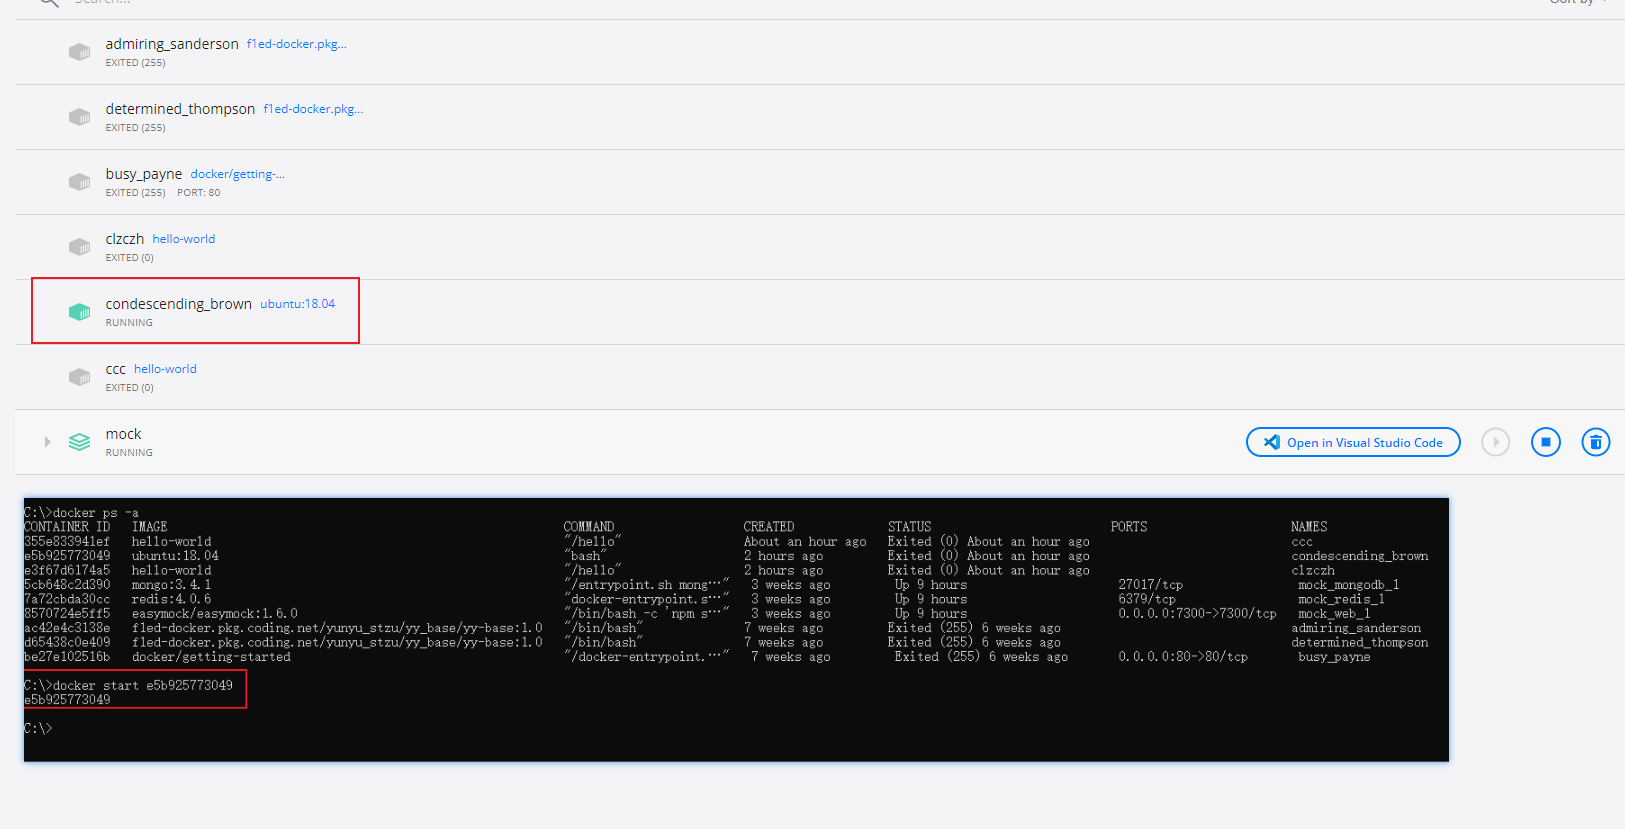 Search...
Sort by
admiring_sanderson f1ed-docker.pkg...
EXITED (255)
determined_thompson f1ed-docker.pkg...
EXITED (255)
busy_payne docker/getting-...
EXITED (255) PORT: 80
clzczh hello-world
EXITED (0)
condescending_brown ubuntu:18.04
RUNNING
ccc hello-world
EXITED (0)
mock
RUNNING
Open in Visual Studio Code
C:\>docker ps -a
CONTAINER ID IMAGE COMMAND CREATED STATUS PORTS NAMES
355e833941ef hello-world "/hello" About an hour ago Exited (0) About an hour ago ccc
e5b925773049 ubuntu:18.04 "bash" 2 hours ago Exited (0) About an hour ago condescending_brown
e3f67d6174a5 hello-world "/hello" 2 hours ago Exited (0) About an hour ago clzczh
5cb648c2d390 mongo:3.4.1 "/entrypoint.sh mong…" 3 weeks ago Up 9 hours 27017/tcp mock_mongodb_1
7a72cbda30cc redis:4.0.6 "docker-entrypoint.s…" 3 weeks ago Up 9 hours 6379/tcp mock_redis_1
8570724e5ff5 easymock/easymock:1.6.0 "/bin/bash -c 'npm s…" 3 weeks ago Up 9 hours 0.0.0.0:7300->7300/tcp mock_web_1
ac42e4c3138e f1ed-docker.pkg.coding.net/yunyu_stzu/yy_base/yy-base:1.0 "/bin/bash" 7 weeks ago Exited (255) 6 weeks ago admiring_sanderson
d65438c0e409 f1ed-docker.pkg.coding.net/yunyu_stzu/yy_base/yy-base:1.0 "/bin/bash" 7 weeks ago Exited (255) 6 weeks ago determined_thompson
be27e102516b docker/getting-started "/docker-entrypoint.…" 7 weeks ago Exited (255) 6 weeks ago 0.0.0.0:80->80/tcp busy_payne
C:\>docker start e5b925773049
e5b925773049
C:\>